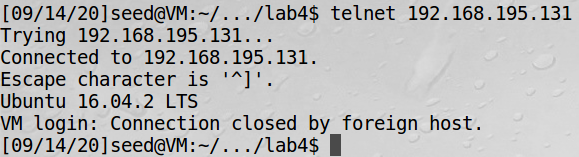 [09/14/20]seed@VM:~/.../lab4$ telnet 192.168.195.131
Trying 192.168.195.131...
Connected to 192.168.195.131.
Escape character is '^]'.
Ubuntu 16.04.2 LTS
VM login: Connection closed by foreign host.
[09/14/20]seed@VM:~/.../lab4$